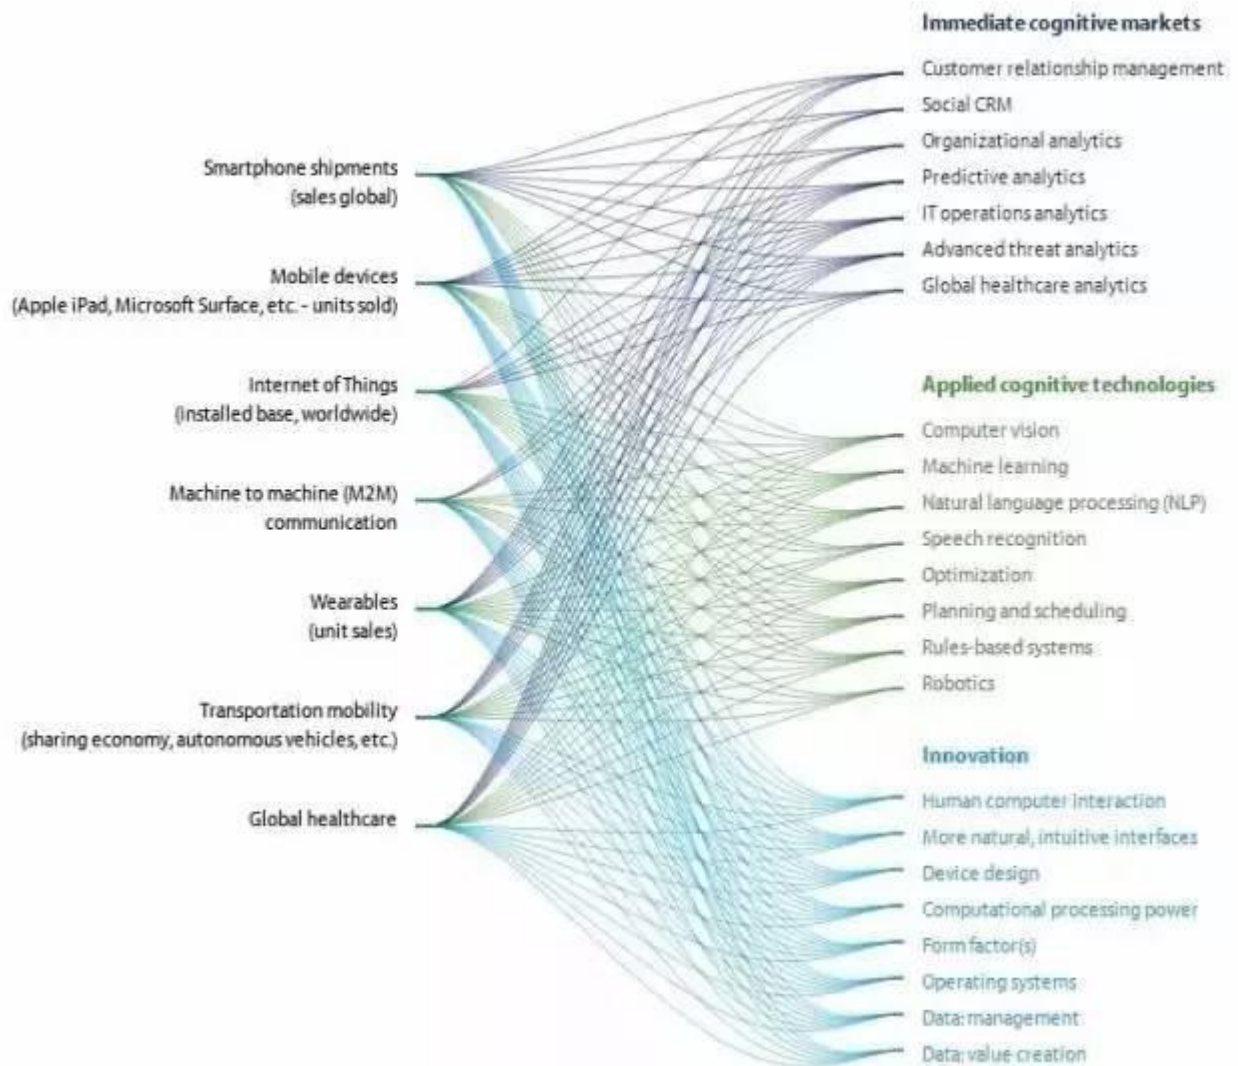 Smartphone shipments
(sales global)
Mobile devices
(Apple iPad, Microsoft Surface, etc. - units sold)
Internet of Things
(installed base, worldwide)
Machine to machine (M2M)
communication
Wearables
(unit sales)
Transportation mobility
(sharing economy, autonomous vehicles, etc.)
Global healthcare
Immediate cognitive markets
Customer relationship management
Social CRM
Organizational analytics
Predictive analytics
IT operations analytics
Advanced threat analytics
Global healthcare analytics
Applied cognitive technologies
Computer vision
Machine learning
Natural language processing (NLP)
Speech recognition
Optimization
Planning and scheduling
Rules-based systems
Robotics
Innovation
Human computer interaction
More natural, intuitive interfaces
Device design
Computational processing power
Form factor(s)
Operating systems
Data: management
Data: value creation